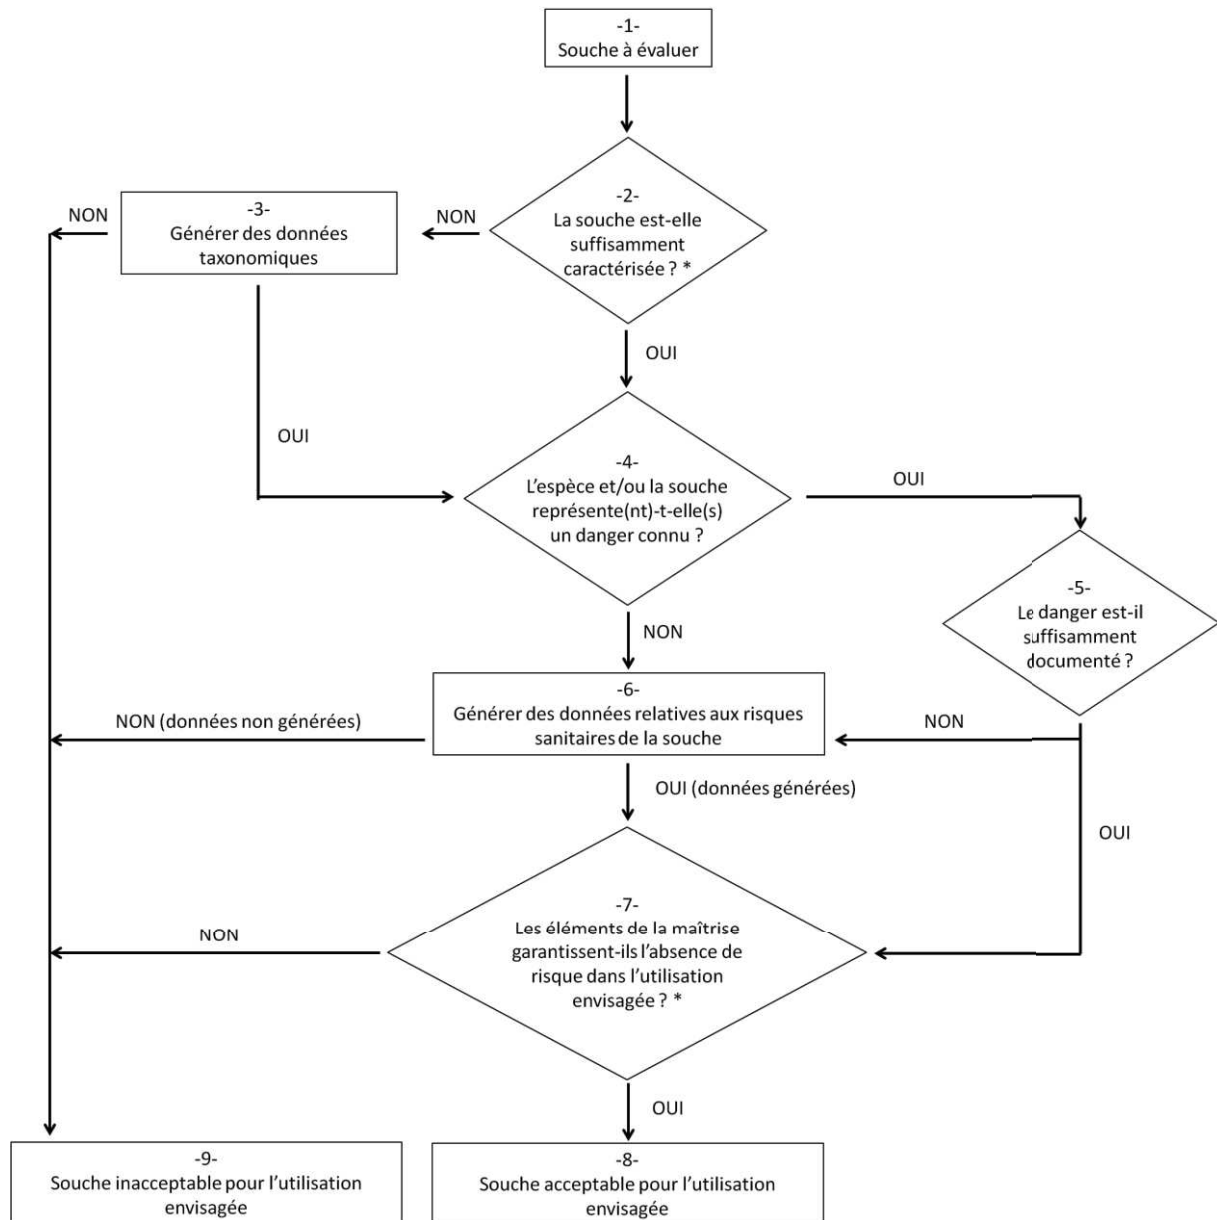 -1-
Souche à évaluer
-2-
La souche est-elle
suffisamment
caractérisée ? *
NON
-3-
Générer des données
taxonomiques
NON
OUI
OUI
-4-
L'espèce et/ou la souche
représente(nt)-t-elle(s)
un danger connu ?
OUI
-5-
Le danger est-il
suffisamment
documenté ?
NON
-6-
Générer des données relatives aux risques
sanitaires de la souche
NON (données non générées)
NON
OUI (données générées)
OUI
-7-
Les éléments de la maîtrise
garantissent-ils l'absence de
risque dans l'utilisation
envisagée ? *
NON
OUI
-9-
Souche inacceptable pour l'utilisation
envisagée
-8-
Souche acceptable pour l'utilisation
envisagée